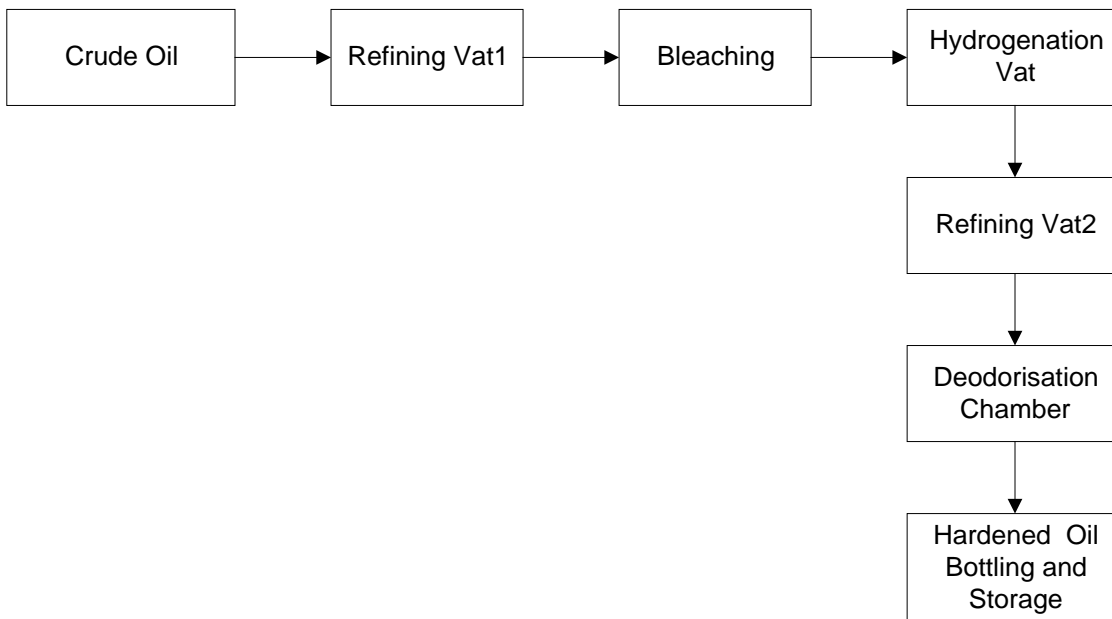 Crude Oil
Refining Vat1
Bleaching
Hydrogenation
Vat
Refining Vat2
Deodorisation
Chamber
Hardened Oil
Bottling and
Storage